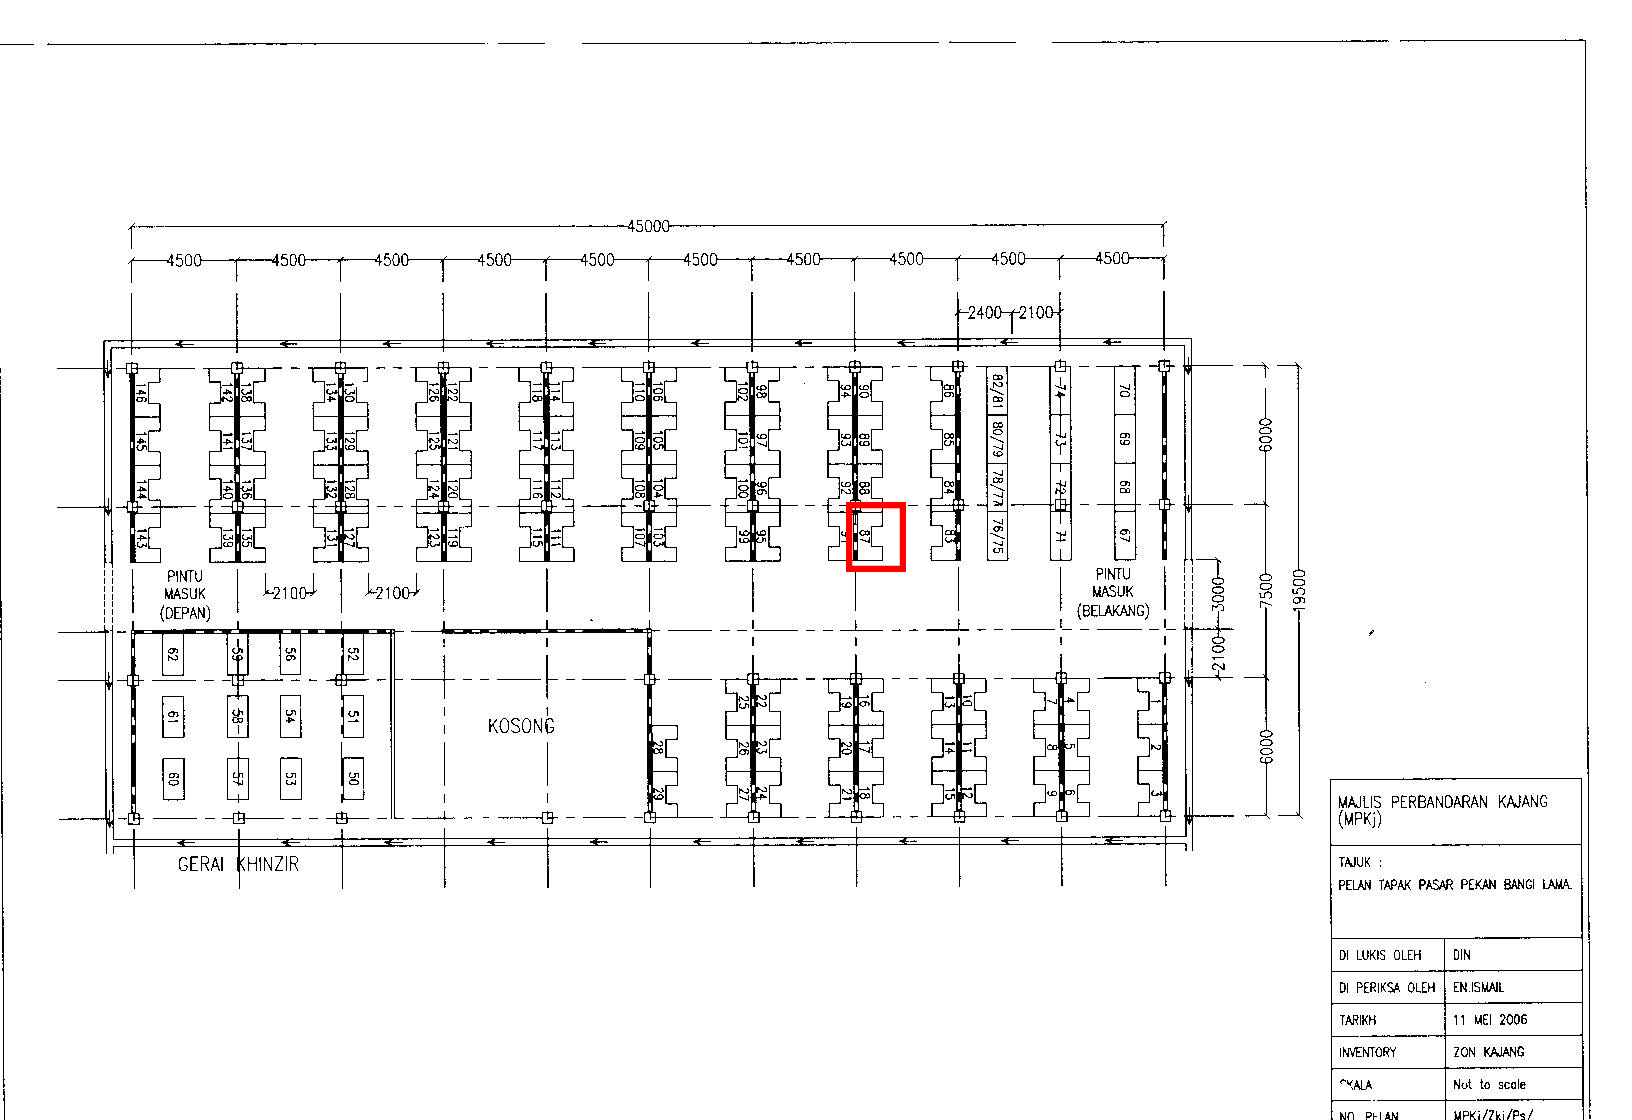 45000
4500 4500 4500 4500 4500 4500 4500 4500 4500 4500
2400 2100
146 142 138 134 130 126 122 118 114 110 106 102 98 94 90 86 82/81 74 70
145 141 137 133 129 125 121 117 113 109 105 101 97 93 89 85 80/79 73 69
144 140 136 132 128 124 120 116 112 108 104 100 96 92 88 84 78/77 72 68
143 139 135 131 127 123 119 115 111 107 103 99 95 91 87 83 76/75 71 67
6000
7500
19500
3000
2100
6000
PINTU
MASUK
(DEPAN)
2100 2100
PINTU
MASUK
(BELAKANG)
62 59 56 52
61 58 54 51
60 57 53 50
KOSONG
25 22 19 16 13 10 7 4 1
28 26 23 20 17 14 11 8 5 2
29 27 24 21 18 15 12 9 6 3
GERAI KHINZIR
MAJLIS PERBANDARAN KAJANG
(MPKj)
TAJUK :
PELAN TAPAK PASAR PEKAN BANGI LAMA.
DI LUKIS OLEH DIN
DI PERIKSA OLEH EN.ISMAIL
TARIKH 11 MEI 2006
INVENTORY ZON KAJANG
SKALA Not to scale
NO. PELAN MPKj/Zkj/Ps/